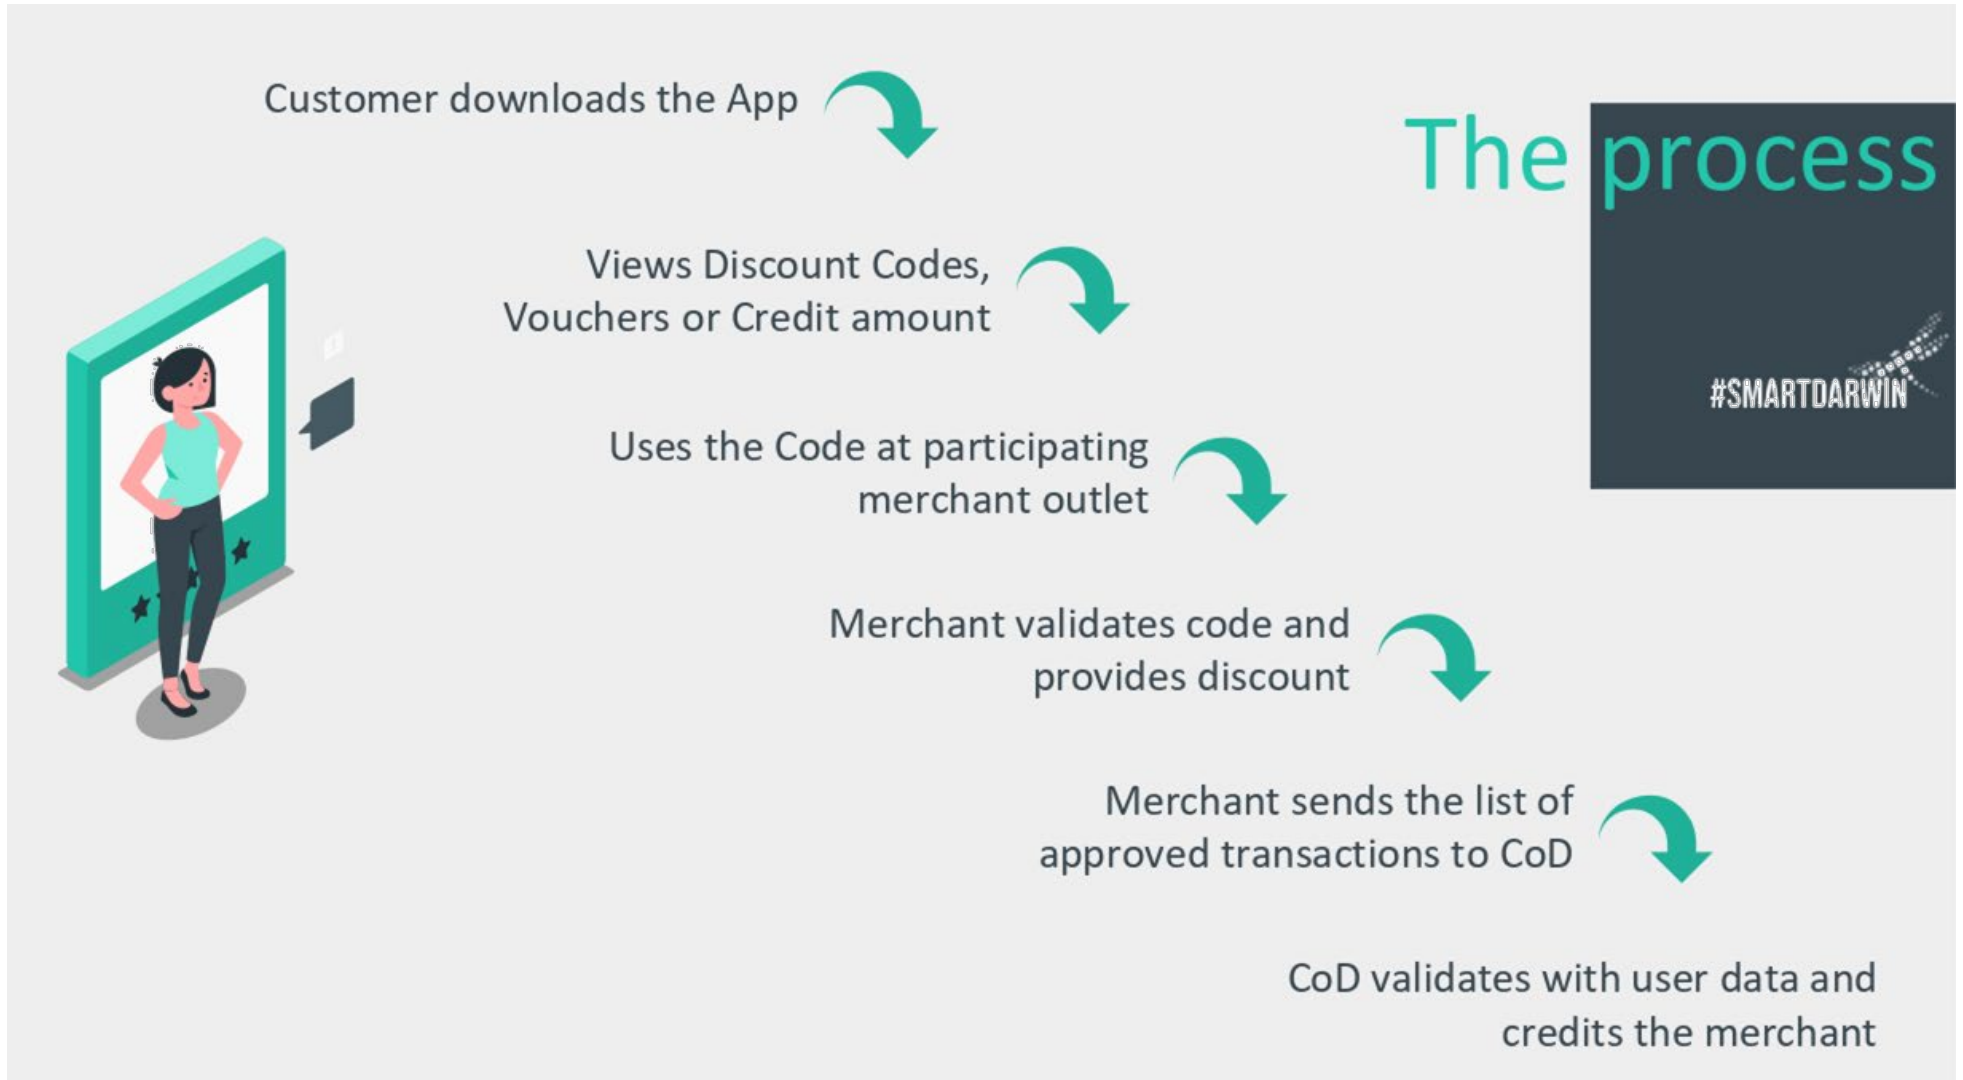 Customer downloads the App
The process
Views Discount Codes,
Vouchers or Credit amount
#SMARTDARWIN
Uses the Code at participating
merchant outlet
Merchant validates code and
provides discount
Merchant sends the list of
approved transactions to CoD
CoD validates with user data and
credits the merchant